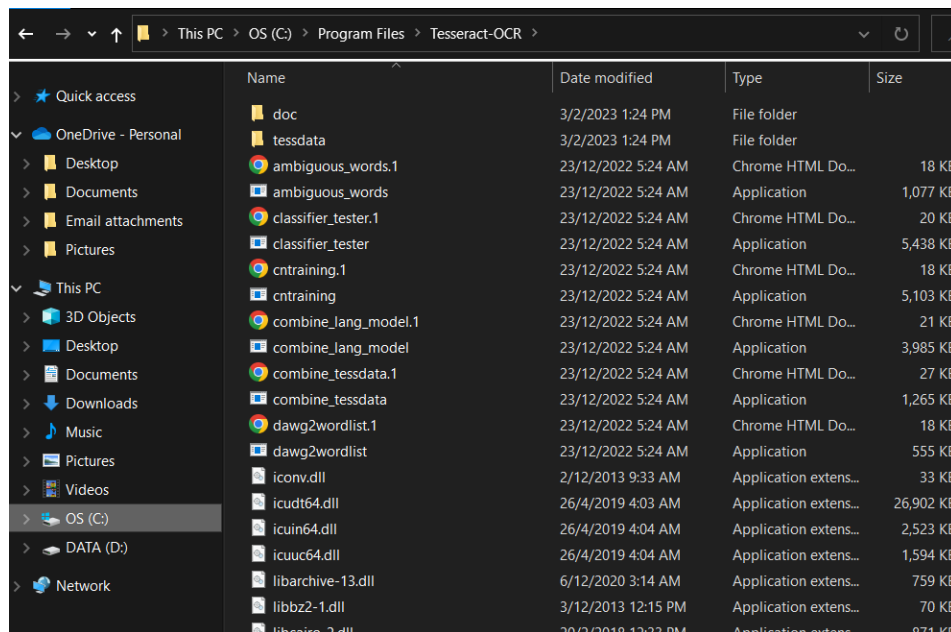 This PC > OS (C:) > Program Files > Tesseract-OCR >
Quick access
OneDrive - Personal
Desktop
Documents
Email attachments
Pictures
This PC
3D Objects
Desktop
Documents
Downloads
Music
Pictures
Videos
OS (C:)
DATA (D:)
Network
Name Date modified Type Size
doc 3/2/2023 1:24 PM File folder
tessdata 3/2/2023 1:24 PM File folder
ambiguous_words.1 23/12/2022 5:24 AM Chrome HTML Do... 18 KB
ambiguous_words 23/12/2022 5:24 AM Application 1,077 KB
classifier_tester.1 23/12/2022 5:24 AM Chrome HTML Do... 20 KB
classifier_tester 23/12/2022 5:24 AM Application 5,438 KB
cntraining.1 23/12/2022 5:24 AM Chrome HTML Do... 18 KB
cntraining 23/12/2022 5:24 AM Application 5,103 KB
combine_lang_model.1 23/12/2022 5:24 AM Chrome HTML Do... 21 KB
combine_lang_model 23/12/2022 5:24 AM Application 3,985 KB
combine_tessdata.1 23/12/2022 5:24 AM Chrome HTML Do... 27 KB
combine_tessdata 23/12/2022 5:24 AM Application 1,265 KB
dawg2wordlist.1 23/12/2022 5:24 AM Chrome HTML Do... 18 KB
dawg2wordlist 23/12/2022 5:24 AM Application 555 KB
iconv.dll 2/12/2013 9:33 AM Application extens... 33 KB
icudt64.dll 26/4/2019 4:03 AM Application extens... 26,902 KB
icuin64.dll 26/4/2019 4:04 AM Application extens... 2,523 KB
icuuc64.dll 26/4/2019 4:04 AM Application extens... 1,594 KB
libarchive-13.dll 6/12/2020 3:14 AM Application extens... 759 KB
libbz2-1.dll 3/12/2013 12:15 PM Application extens... 70 KB